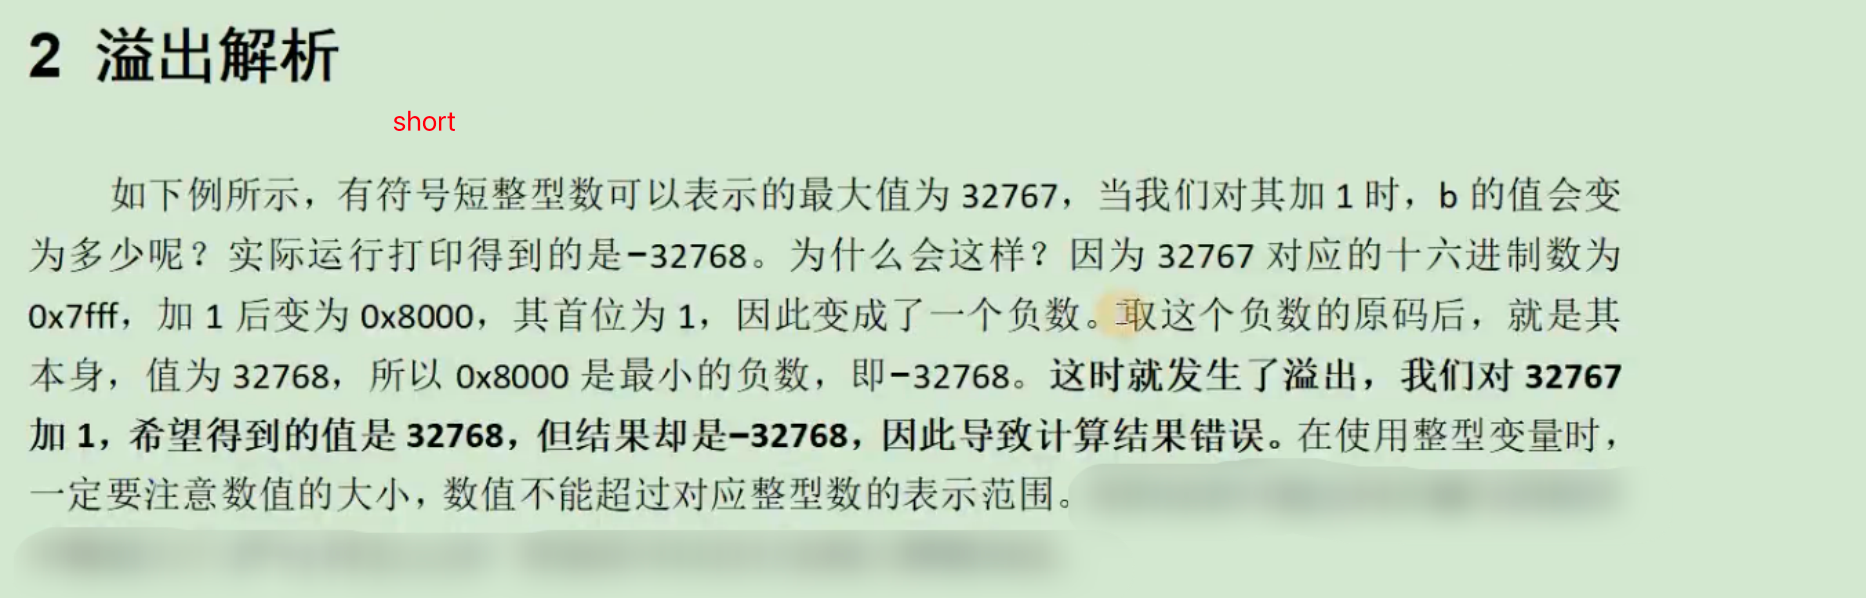 2 溢出解析
short
如下例所示，有符号短整型数可以表示的最大值为 32767，当我们对其加 1 时，b 的值会变
为多少呢？实际运行打印得到的是−32768。为什么会这样？因为 32767 对应的十六进制数为
0x7fff，加 1 后变为 0x8000，其首位为 1，因此变成了一个负数。取这个负数的原码后，就是其
本身，值为 32768，所以 0x8000 是最小的负数，即−32768。这时就发生了溢出，我们对 32767
加 1，希望得到的值是 32768，但结果却是−32768，因此导致计算结果错误。在使用整型变量时，
一定要注意数值的大小，数值不能超过对应整型数的表示范围。